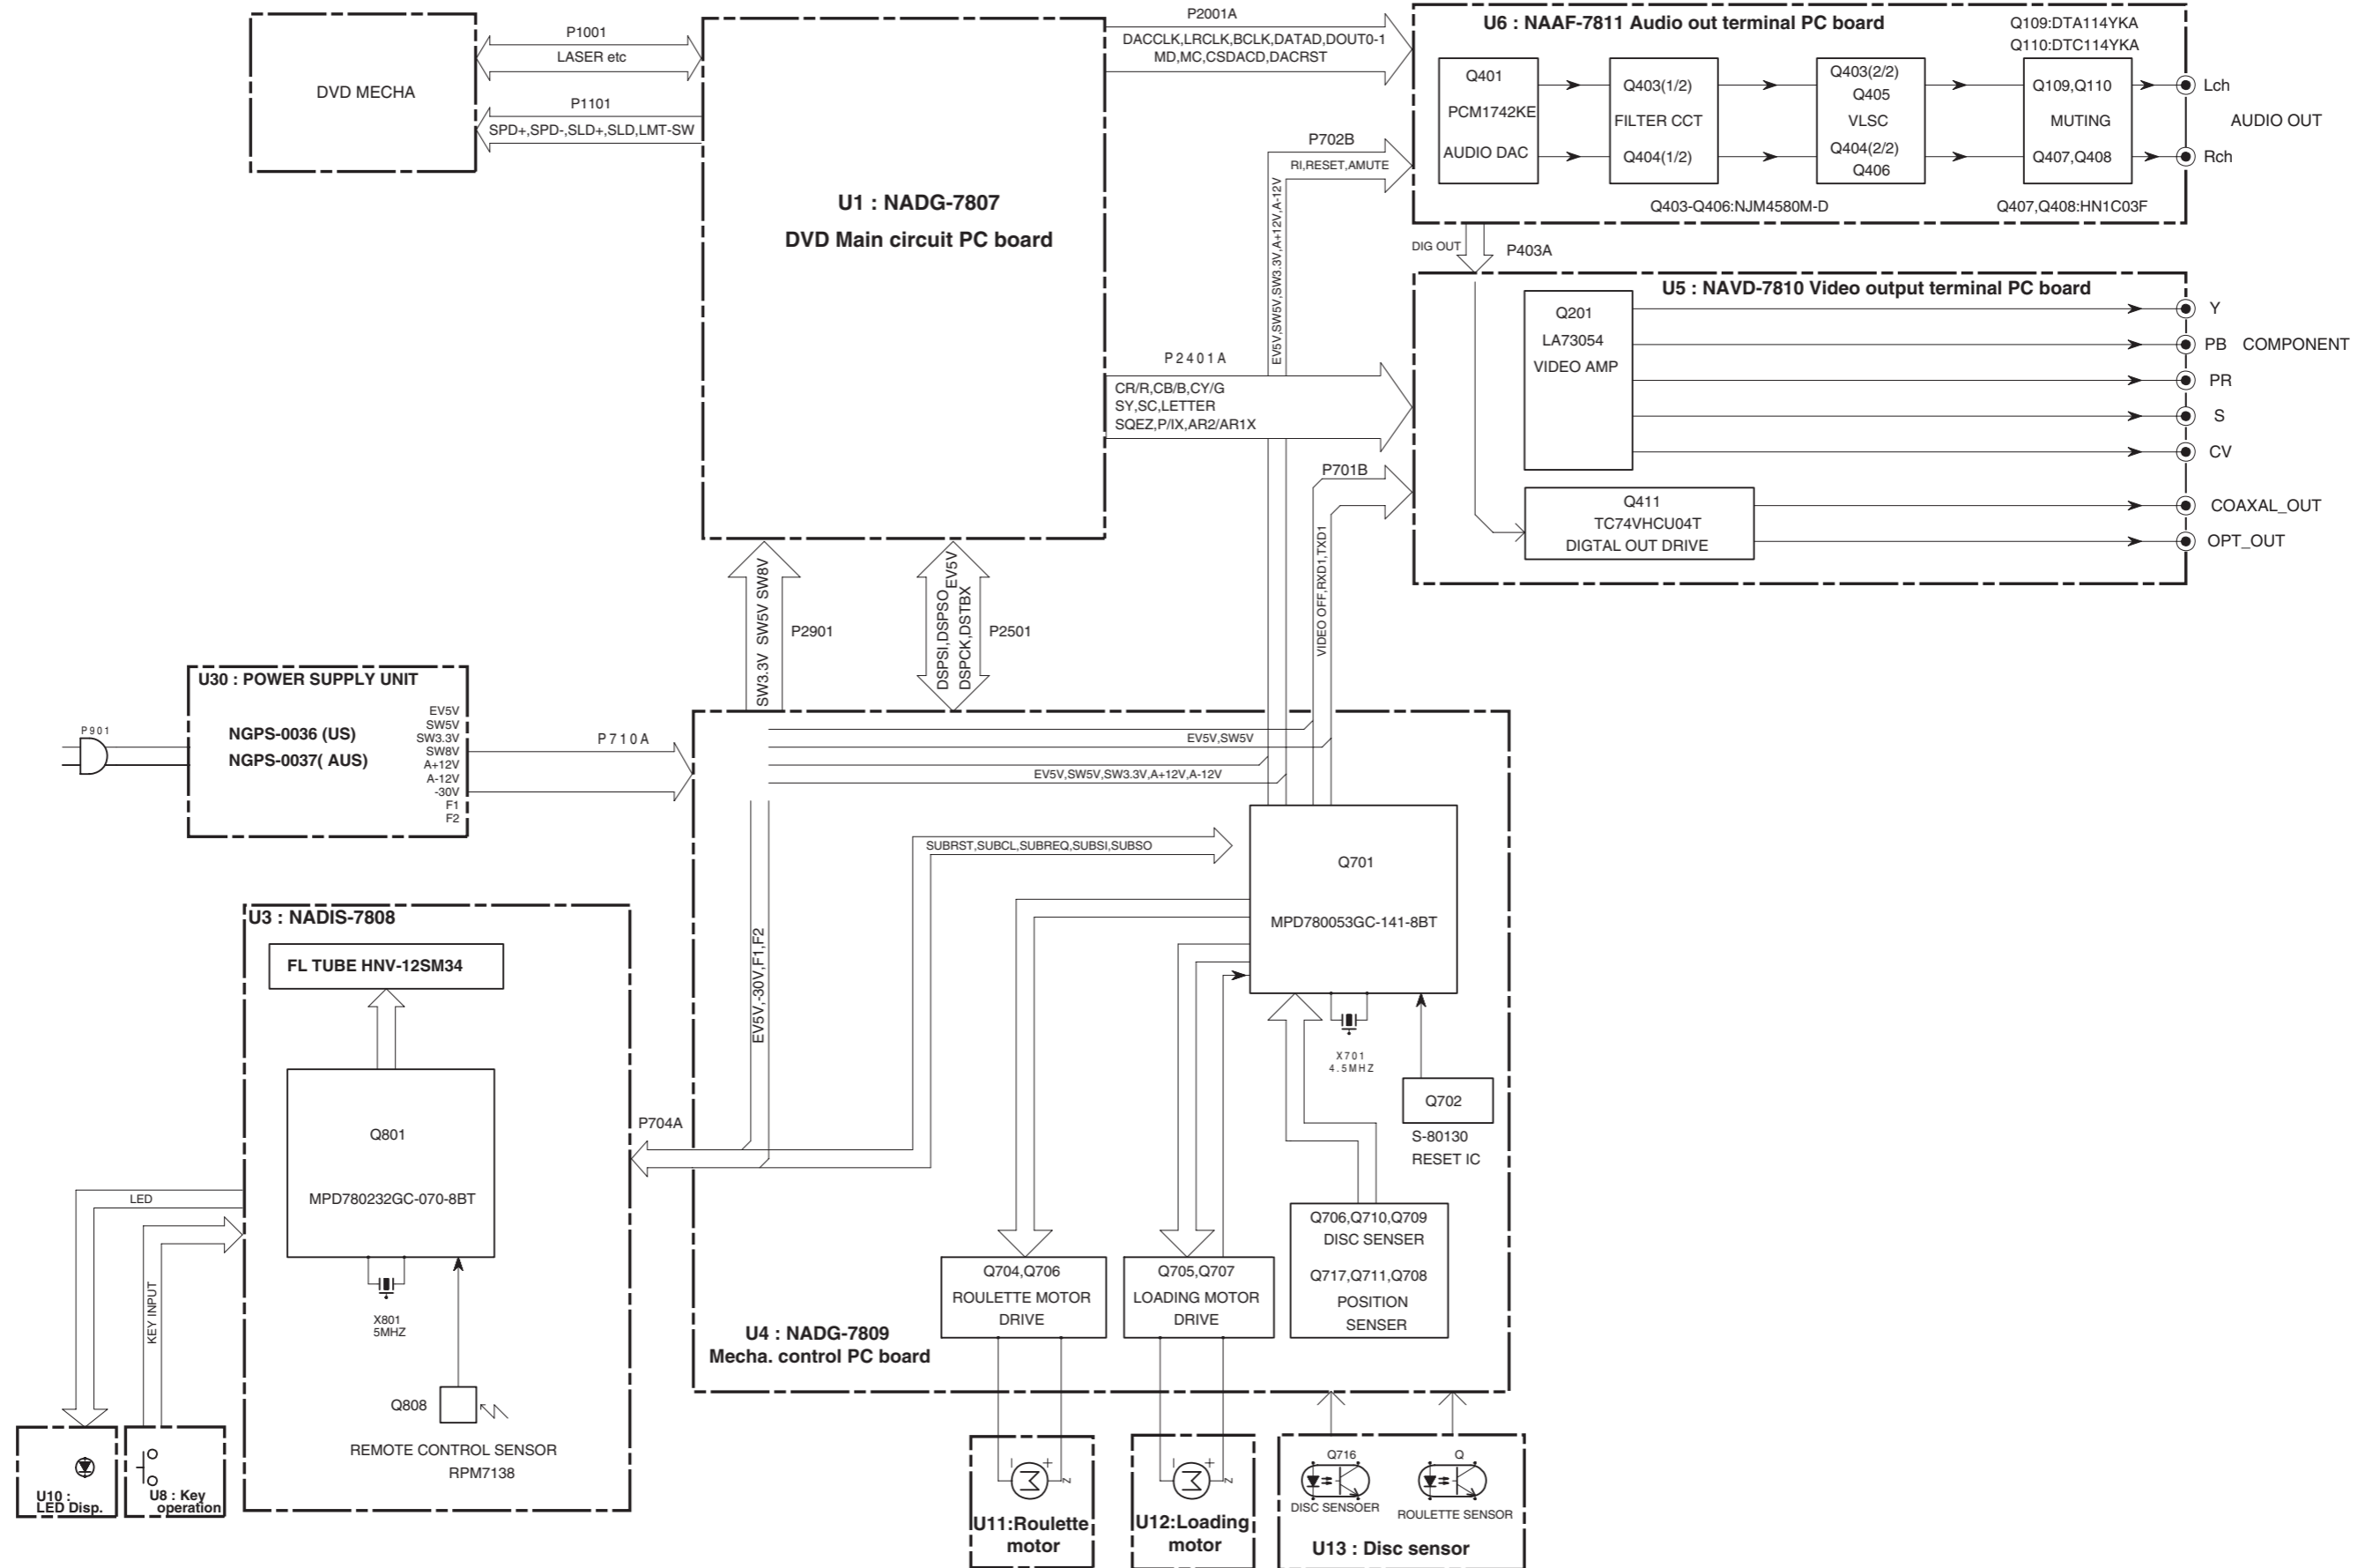 P1001
LASER etc
DVD MECHA
P1101
SPD+,SPD-,SLD+,SLD,LMT-SW
U1 : NADG-7807
DVD Main circuit PC board
P2001A
DACCLK,LRCLK,BCLK,DATAD,DOUT0-1
MD,MC,CSDACD,DACRST
P702B
RI,RESET,AMUTE
EV5V,SW5V,SW3.3V,A+12V,A-12V
U6 : NAAF-7811 Audio out terminal PC board
Q109:DTA114YKA
Q110:DTC114YKA
Q401
PCM1742KE
AUDIO DAC
Q403(1/2)
FILTER CCT
Q404(1/2)
Q403(2/2)
Q405
VLSC
Q404(2/2)
Q406
Q109,Q110
MUTING
Q407,Q408
Lch
AUDIO OUT
Rch
Q403-Q406:NJM4580M-D
Q407,Q408:HN1C03F
DIG OUT
P403A
U5 : NAVD-7810 Video output terminal PC board
Q201
LA73054
VIDEO AMP
Y
PB COMPONENT
PR
S
CV
Q411
TC74VHCU04T
DIGTAL OUT DRIVE
COAXAL_OUT
OPT_OUT
P2401A
CR/R,CB/B,CY/G
SY,SC,LETTER
SQEZ,P/IX,AR2/AR1X
P701B
VIDEO OFF,RXD1,TXD1
SW3.3V SW5V SW8V
P2901
DSPSI,DSPSO EV5V
DSPCK,DSTBX
P2501
U30 : POWER SUPPLY UNIT
NGPS-0036 (US)
NGPS-0037( AUS)
EV5V
SW5V
SW3.3V
SW8V
A+12V
A-12V
-30V
F1
F2
P901
P710A
EV5V,SW5V
EV5V,SW5V,SW3.3V,A+12V,A-12V
SUBRST,SUBCL,SUBREQ,SUBSI,SUBSO
Q701
MPD780053GC-141-8BT
X701
4.5MHZ
Q702
S-80130
RESET IC
EV5V,-30V,F1,F2
P704A
U3 : NADIS-7808
FL TUBE HNV-12SM34
Q801
MPD780232GC-070-8BT
X801
5MHZ
Q808
REMOTE CONTROL SENSOR
RPM7138
LED
KEY INPUT
U10 :
LED Disp.
U8 : Key
operation
U4 : NADG-7809
Mecha. control PC board
Q704,Q706
ROULETTE MOTOR
DRIVE
Q705,Q707
LOADING MOTOR
DRIVE
Q706,Q710,Q709
DISC SENSER
Q717,Q711,Q708
POSITION
SENSER
− + M Z
U11:Roulette
motor
− + M Z
U12:Loading
motor
Q716
DISC SENSOER
Q
ROULETTE SENSOR
U13 : Disc sensor